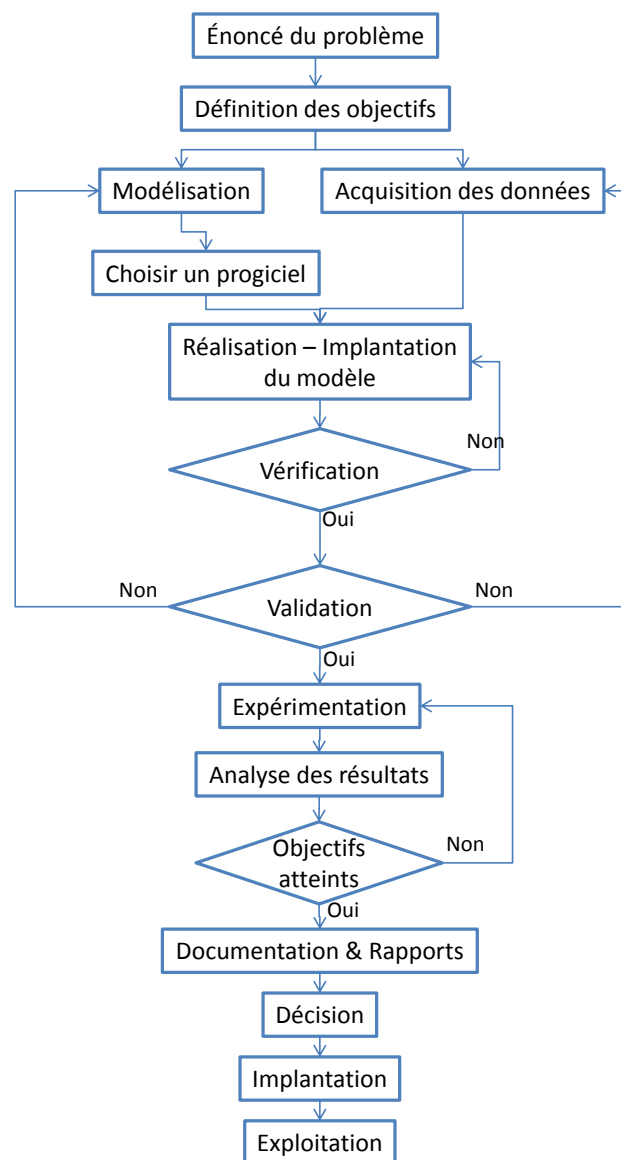 Énoncé du problème
Définition des objectifs
Modélisation
Acquisition des données
Choisir un progiciel
Réalisation – Implantation
du modèle
Non
Vérification
Oui
Non
Validation
Non
Oui
Expérimentation
Analyse des résultats
Objectifs
atteints
Non
Oui
Documentation & Rapports
Décision
Implantation
Exploitation